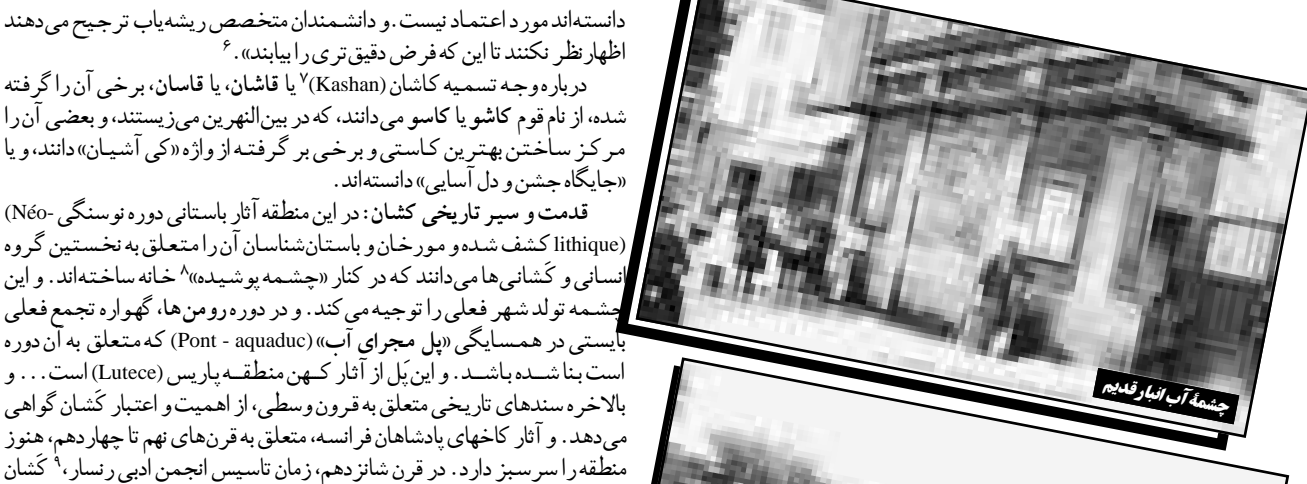 دانسته‌اند مورد اعتماد نیست. و دانشمندان متخصص ریشه‌یاب ترجیح می‌دهند
اظهارنظر نکنند تا این که فرض دقیق‌تری را بیابند».۶
درباره وجه تسمیه کاشان (Kashan)۷ یا قاشان، یا قاسان، برخی آن را گرفته
شده، از نام قوم کاشو یا کاسو می‌دانند، که در بین‌النهرین می‌زیستند، و بعضی آن را
مرکز ساختن بهترین کاستی و برخی بر گرفته از واژه «کی آشیان» دانند، و یا
«جایگاه جشن و دل آسایی» دانسته‌اند.
قدمت و سیر تاریخی کشان: در این منطقه آثار باستانی دوره نوسنگی (Néo-
lithique) کشف شده و مورخان و باستان‌شناسان آن را متعلق به نخستین گروه
انسانی و کَشانی‌ها می‌دانند که در کنار «چشمه پوشیده»۸ خانه ساخته‌اند. و این
چشمه تولد شهر فعلی را توجیه می‌کند. و در دوره رومن‌ها، گهواره تجمع فعلی
بایستی در همسایگی «پل مجرای آب» (Pont - aquaduc) که متعلق به آن دوره
است بنا شده باشد. و این پَل از آثار کهن منطقه پاریس (Lutece) است... و
بالاخره سندهای تاریخی متعلق به قرون وسطی، از اهمیت و اعتبار کَشان گواهی
می‌دهد. و آثار کاخهای پادشاهان فرانسه، متعلق به قرن‌های نهم تا چهاردهم، هنوز
منطقه را سرسبز دارد. در قرن شانزدهم، زمان تاسیس انجمن ادبی رنسار،۹ کَشان
چشمهٔ آب انبار قدیم